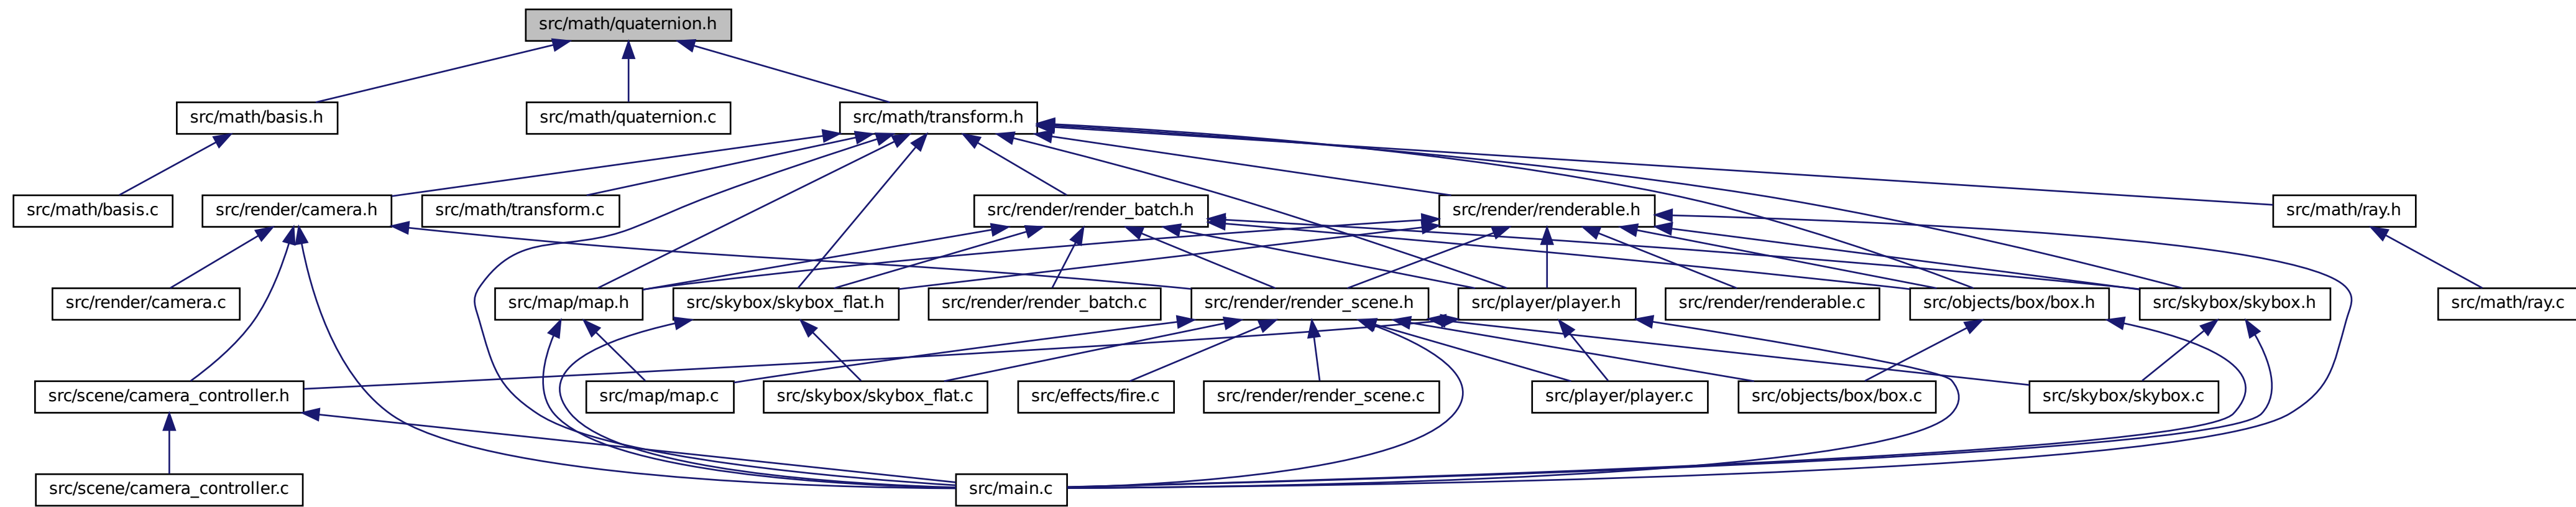 src/math/quaternion.h
src/math/basis.h
src/math/quaternion.c
src/math/transform.h
src/math/basis.c
src/render/camera.h
src/math/transform.c
src/render/render_batch.h
src/render/renderable.h
src/math/ray.h
src/render/camera.c
src/map/map.h
src/skybox/skybox_flat.h
src/render/render_batch.c
src/render/render_scene.h
src/player/player.h
src/render/renderable.c
src/objects/box/box.h
src/skybox/skybox.h
src/math/ray.c
src/scene/camera_controller.h
src/map/map.c
src/skybox/skybox_flat.c
src/effects/fire.c
src/render/render_scene.c
src/player/player.c
src/objects/box/box.c
src/skybox/skybox.c
src/scene/camera_controller.c
src/main.c